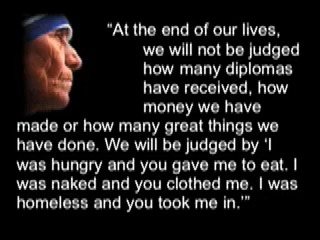 “At the end of our lives,
we will not be judged
how many diplomas
have received, how
money we have
made or how many great things we
have done. We will be judged by ‘I
was hungry and you gave me to eat. I
was naked and you clothed me. I was
homeless and you took me in.’”